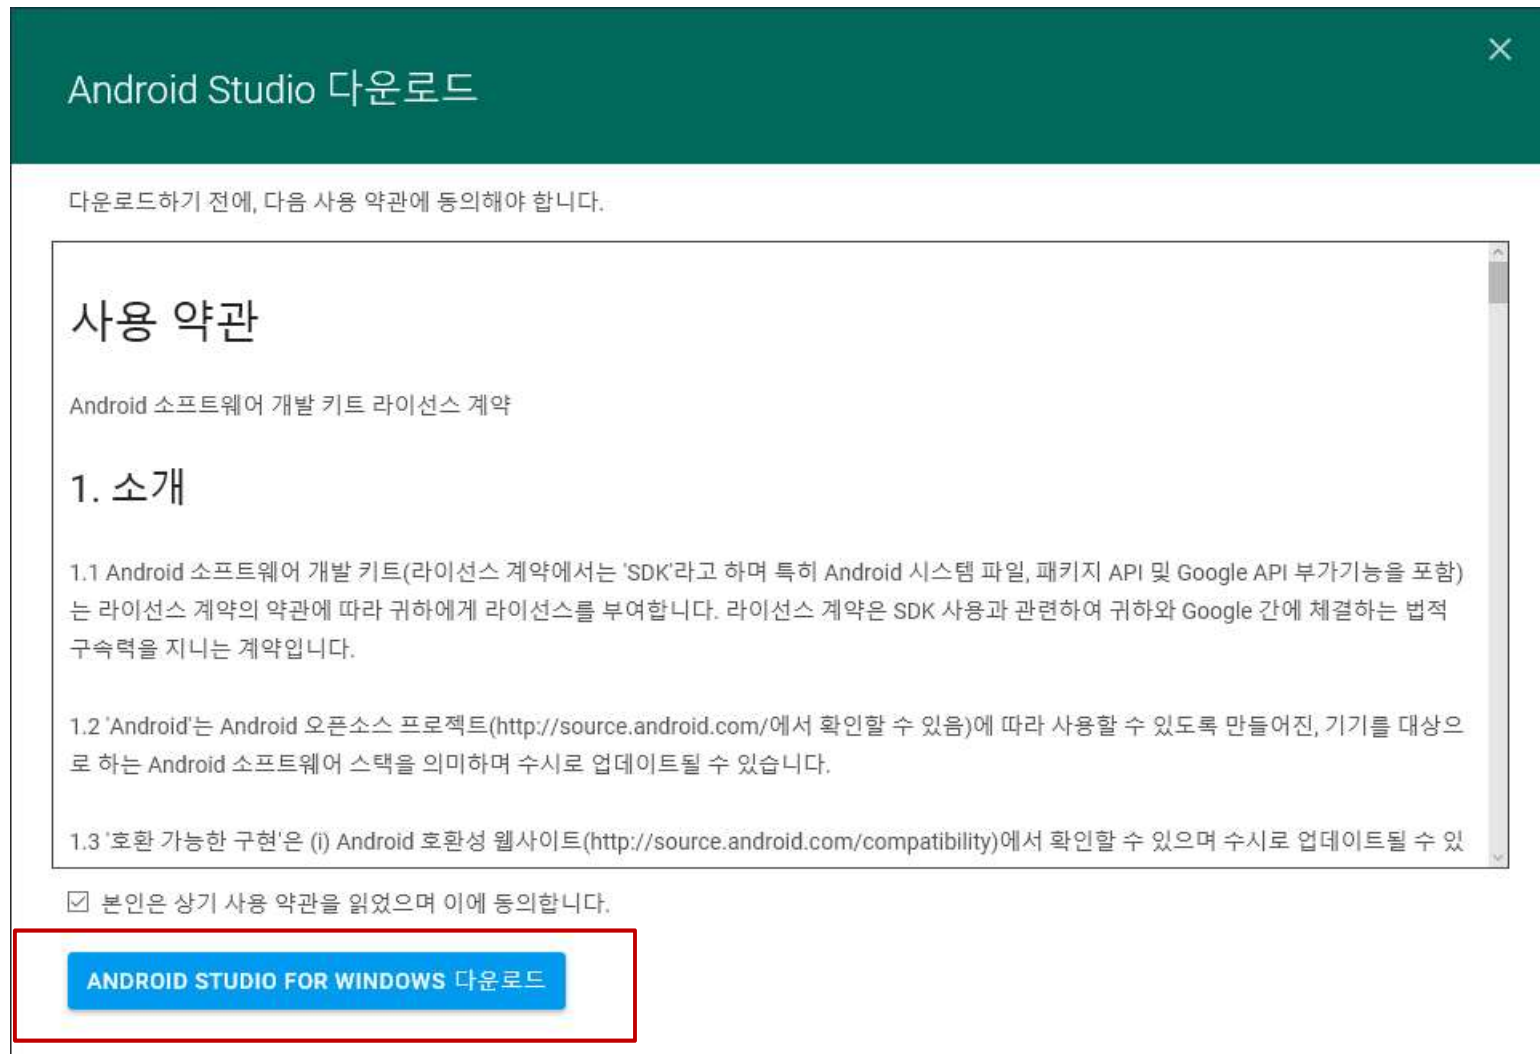 Android Studio 다운로드
다운로드하기 전에, 다음 사용 약관에 동의해야 합니다.
사용 약관
Android 소프트웨어 개발 키트 라이선스 계약
1. 소개
1.1 Android 소프트웨어 개발 키트(라이선스 계약에서는 'SDK'라고 하며 특히 Android 시스템 파일, 패키지 API 및 Google API 부가기능을 포함)
는 라이선스 계약의 약관에 따라 귀하에게 라이선스를 부여합니다. 라이선스 계약은 SDK 사용과 관련하여 귀하와 Google 간에 체결하는 법적
구속력을 지니는 계약입니다.
1.2 'Android'는 Android 오픈소스 프로젝트(http://source.android.com/에서 확인할 수 있음)에 따라 사용할 수 있도록 만들어진, 기기를 대상으
로 하는 Android 소프트웨어 스택을 의미하며 수시로 업데이트될 수 있습니다.
1.3 '호환 가능한 구현'은 (i) Android 호환성 웹사이트(http://source.android.com/compatibility)에서 확인할 수 있으며 수시로 업데이트될 수 있
본인은 상기 사용 약관을 읽었으며 이에 동의합니다.
ANDROID STUDIO FOR WINDOWS 다운로드